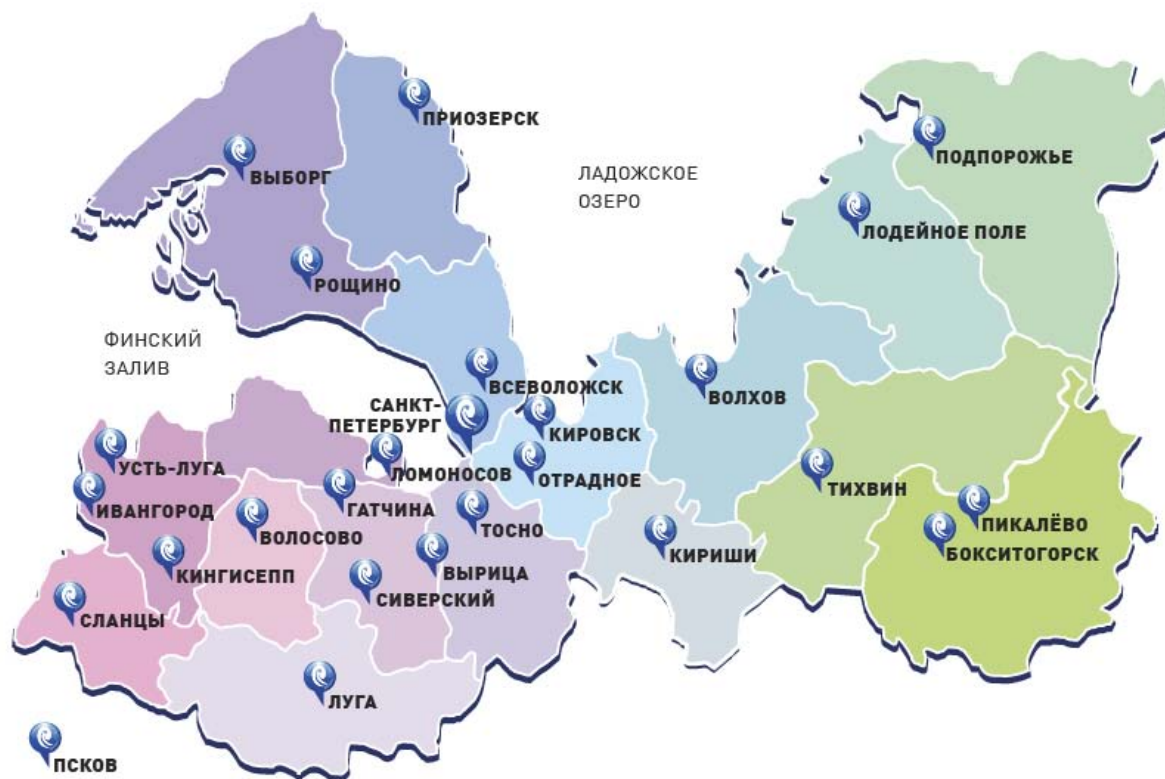 ПРИОЗЕРСК
ПОДПОРОЖЬЕ
ВЫБОРГ
ЛАДОЖСКОЕ
ОЗЕРО
ЛОДЕЙНОЕ ПОЛЕ
РОЩИНО
ФИНСКИЙ
ЗАЛИВ
ВСЕВОЛОЖСК
ВОЛХОВ
САНКТ-
ПЕТЕРБУРГ
КИРОВСК
УСТЬ-ЛУГА
ЛОМОНОСОВ
ОТРАДНОЕ
ТИХВИН
ИВАНГОРОД
ГАТЧИНА
ТОСНО
ПИКАЛЁВО
ВОЛОСОВО
КИРИШИ
БОКСИТОГОРСК
КИНГИСЕПП
ВЫРИЦА
СИВЕРСКИЙ
СЛАНЦЫ
ЛУГА
ПСКОВ